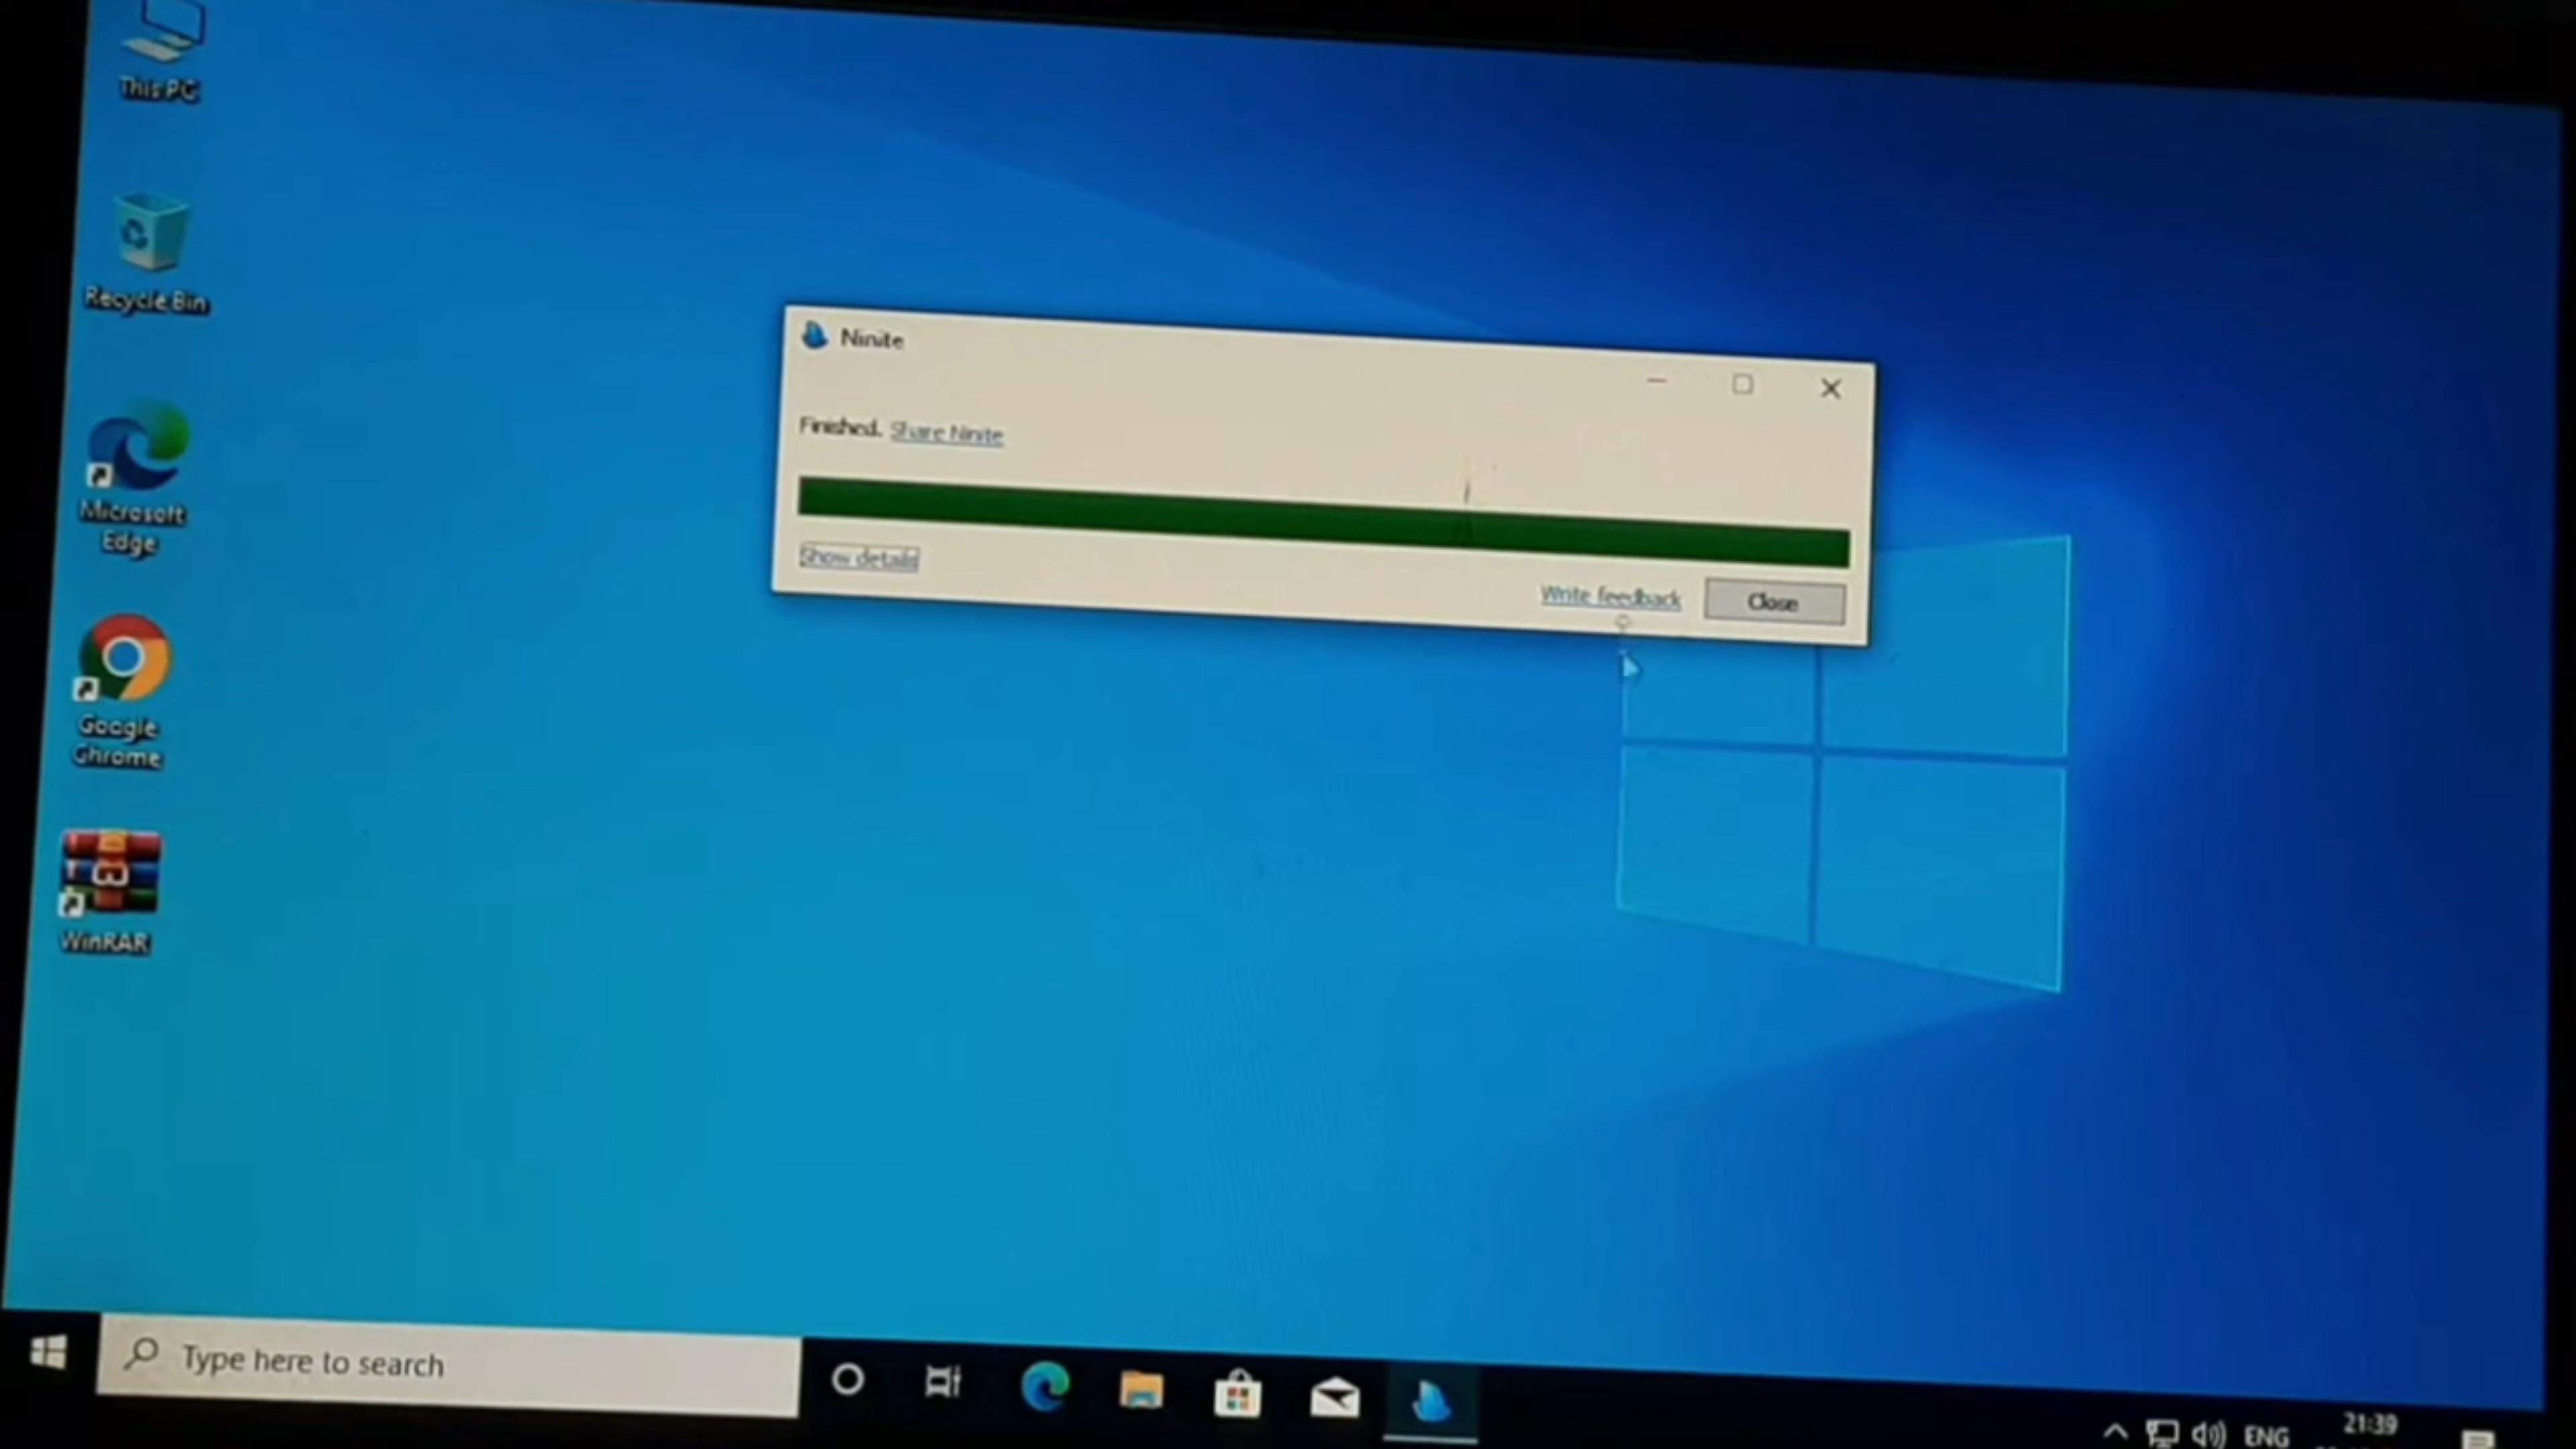 This PC
Recycle Bin
Microsoft
Edge
Google
Chrome
WinRAR
Ninite
Finished. Share Ninite
Show details
Write feedback
Close
Type here to search
ENG
21:39